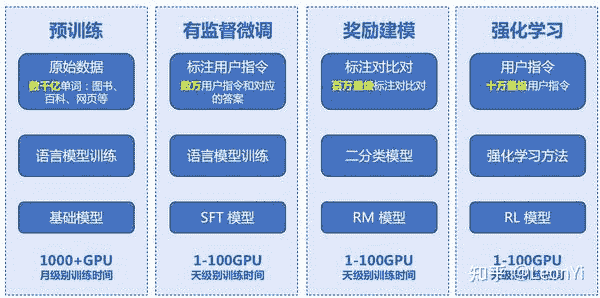 预训练
原始数据
数千亿单词：图书、
百科、网页等
语言模型训练
基础模型
1000+GPU
月级别训练时间
有监督微调
标注用户指令
数万用户指令和对应
的答案
语言模型训练
SFT 模型
1-100GPU
天级别训练时间
奖励建模
标注对比对
百万量级标注对比对
二分类模型
RM 模型
1-100GPU
天级别训练时间
强化学习
用户指令
十万量级用户指令
强化学习方法
RL 模型
1-100GPU
天级别训练时间
知乎 @LeonYi